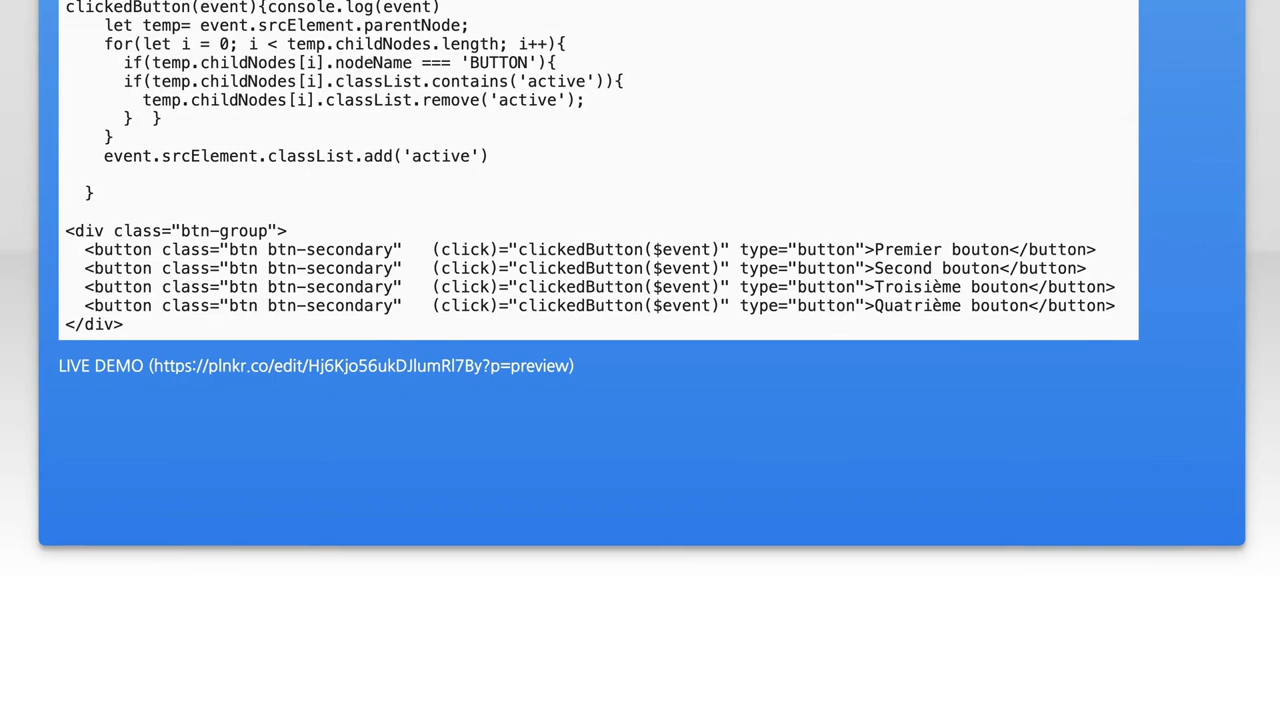 clickedButton(event){console.log(event)
    let temp= event.srcElement.parentNode;
    for(let i = 0; i < temp.childNodes.length; i++){
      if(temp.childNodes[i].nodeName === 'BUTTON'){
      if(temp.childNodes[i].classList.contains('active')){
        temp.childNodes[i].classList.remove('active');
      }  }
    }
    event.srcElement.classList.add('active')
  }
<div class="btn-group">
  <button class="btn btn-secondary"   (click)="clickedButton($event)" type="button">Premier bouton</button>
  <button class="btn btn-secondary"   (click)="clickedButton($event)" type="button">Second bouton</button>
  <button class="btn btn-secondary"   (click)="clickedButton($event)" type="button">Troisième bouton</button>
  <button class="btn btn-secondary"   (click)="clickedButton($event)" type="button">Quatrième bouton</button>
</div>
LIVE DEMO (https://plnkr.co/edit/Hj6Kjo56ukDJlumRl7By?p=preview)